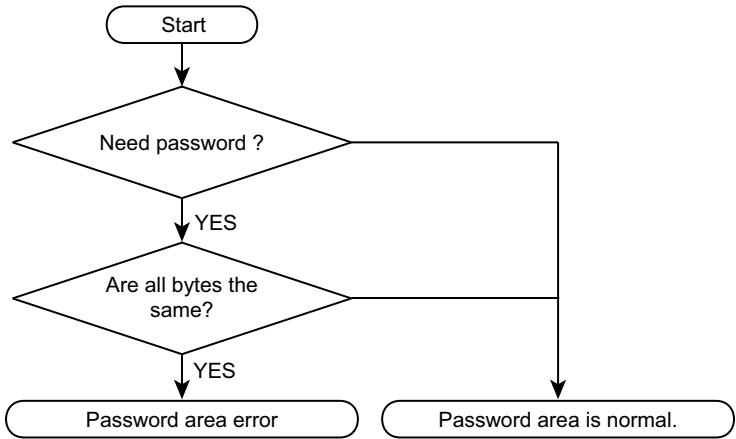 Start
Need password ?
YES
Are all bytes the
same?
YES
Password area error
Password area is normal.